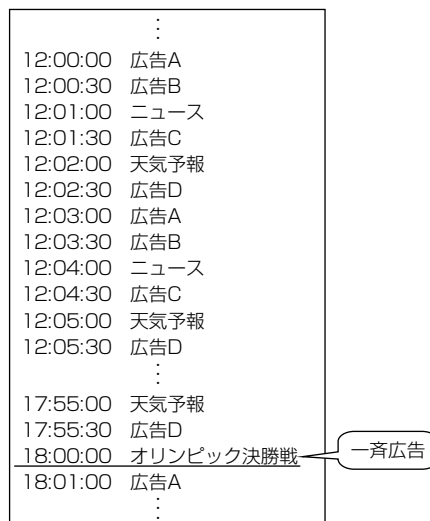 ⋮
12:00:00 広告A
12:00:30 広告B
12:01:00 ニュース
12:01:30 広告C
12:02:00 天気予報
12:02:30 広告D
12:03:00 広告A
12:03:30 広告B
12:04:00 ニュース
12:04:30 広告C
12:05:00 天気予報
12:05:30 広告D
⋮
17:55:00 天気予報
17:55:30 広告D
18:00:00 オリンピック決勝戦 一斉広告
18:01:00 広告A
⋮